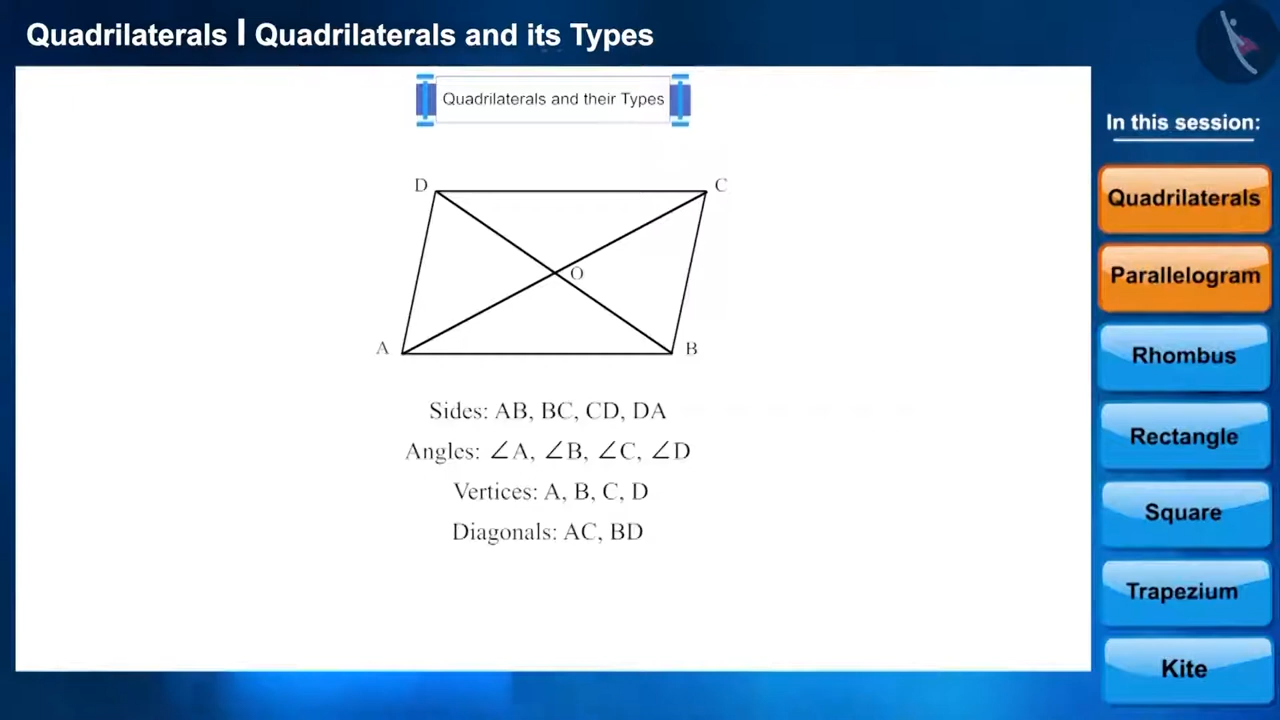 Quadrilaterals I Quadrilaterals and its Types
Quadrilaterals and their Types
D
C
O
A
B
Sides: AB, BC, CD, DA
Angles: ∠A, ∠B, ∠C, ∠D
Vertices: A, B, C, D
Diagonals: AC, BD
In this session:
Quadrilaterals
Parallelogram
Rhombus
Rectangle
Square
Trapezium
Kite